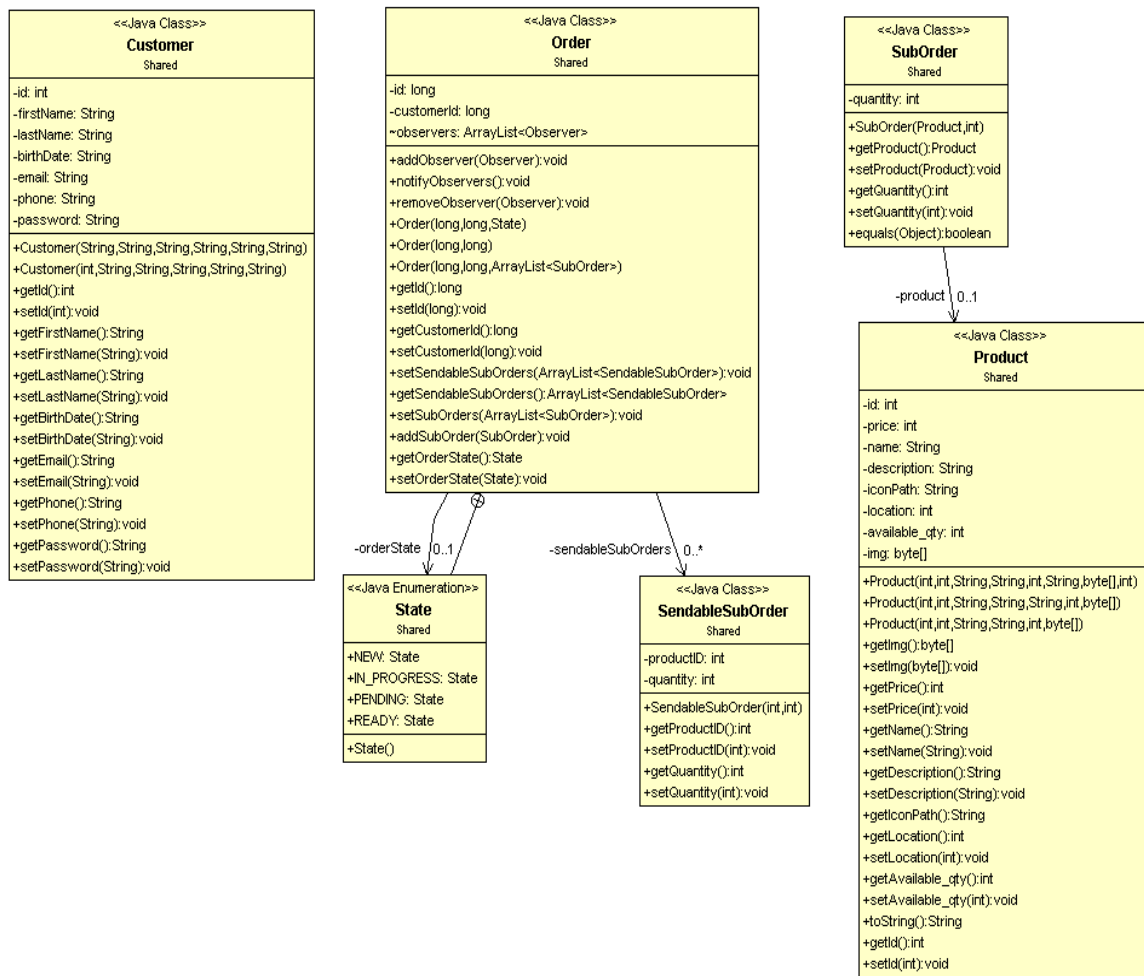 <<Java Class>>
Customer
Shared
-id: int
-firstName: String
-lastName: String
-birthDate: String
-email: String
-phone: String
-password: String
+Customer(String,String,String,String,String,String)
+Customer(int,String,String,String,String,String)
+getId():int
+setId(int):void
+getFirstName():String
+setFirstName(String):void
+getLastName():String
+setLastName(String):void
+getBirthDate():String
+setBirthDate(String):void
+getEmail():String
+setEmail(String):void
+getPhone():String
+setPhone(String):void
+getPassword():String
+setPassword(String):void
<<Java Class>>
Order
Shared
-id: long
-customerId: long
~observers: ArrayList<Observer>
+addObserver(Observer):void
+notifyObservers():void
+removeObserver(Observer):void
+Order(long,long,State)
+Order(long,long)
+Order(long,long,ArrayList<SubOrder>)
+getId():long
+setId(long):void
+getCustomerId():long
+setCustomerId(long):void
+setSendableSubOrders(ArrayList<SendableSubOrder>):void
+getSendableSubOrders():ArrayList<SendableSubOrder>
+setSubOrders(ArrayList<SubOrder>):void
+addSubOrder(SubOrder):void
+getOrderState():State
+setOrderState(State):void
-orderState 0..1
-sendableSubOrders 0..*
<<Java Enumeration>>
State
Shared
+NEW: State
+IN_PROGRESS: State
+PENDING: State
+READY: State
+State()
<<Java Class>>
SendableSubOrder
Shared
-productID: int
-quantity: int
+SendableSubOrder(int,int)
+getProductID():int
+setProductID(int):void
+getQuantity():int
+setQuantity(int):void
<<Java Class>>
SubOrder
Shared
-quantity: int
+SubOrder(Product,int)
+getProduct():Product
+setProduct(Product):void
+getQuantity():int
+setQuantity(int):void
+equals(Object):boolean
-product 0..1
<<Java Class>>
Product
Shared
-id: int
-price: int
-name: String
-description: String
-iconPath: String
-location: int
-available_qty: int
-img: byte[]
+Product(int,int,String,String,int,String,byte[],int)
+Product(int,int,String,String,String,int,byte[])
+Product(int,int,String,String,int,byte[])
+getImg():byte[]
+setImg(byte[]):void
+getPrice():int
+setPrice(int):void
+getName():String
+setName(String):void
+getDescription():String
+setDescription(String):void
+getIconPath():String
+getLocation():int
+setLocation(int):void
+getAvailable_qty():int
+setAvailable_qty(int):void
+toString():String
+getId():int
+setId(int):void